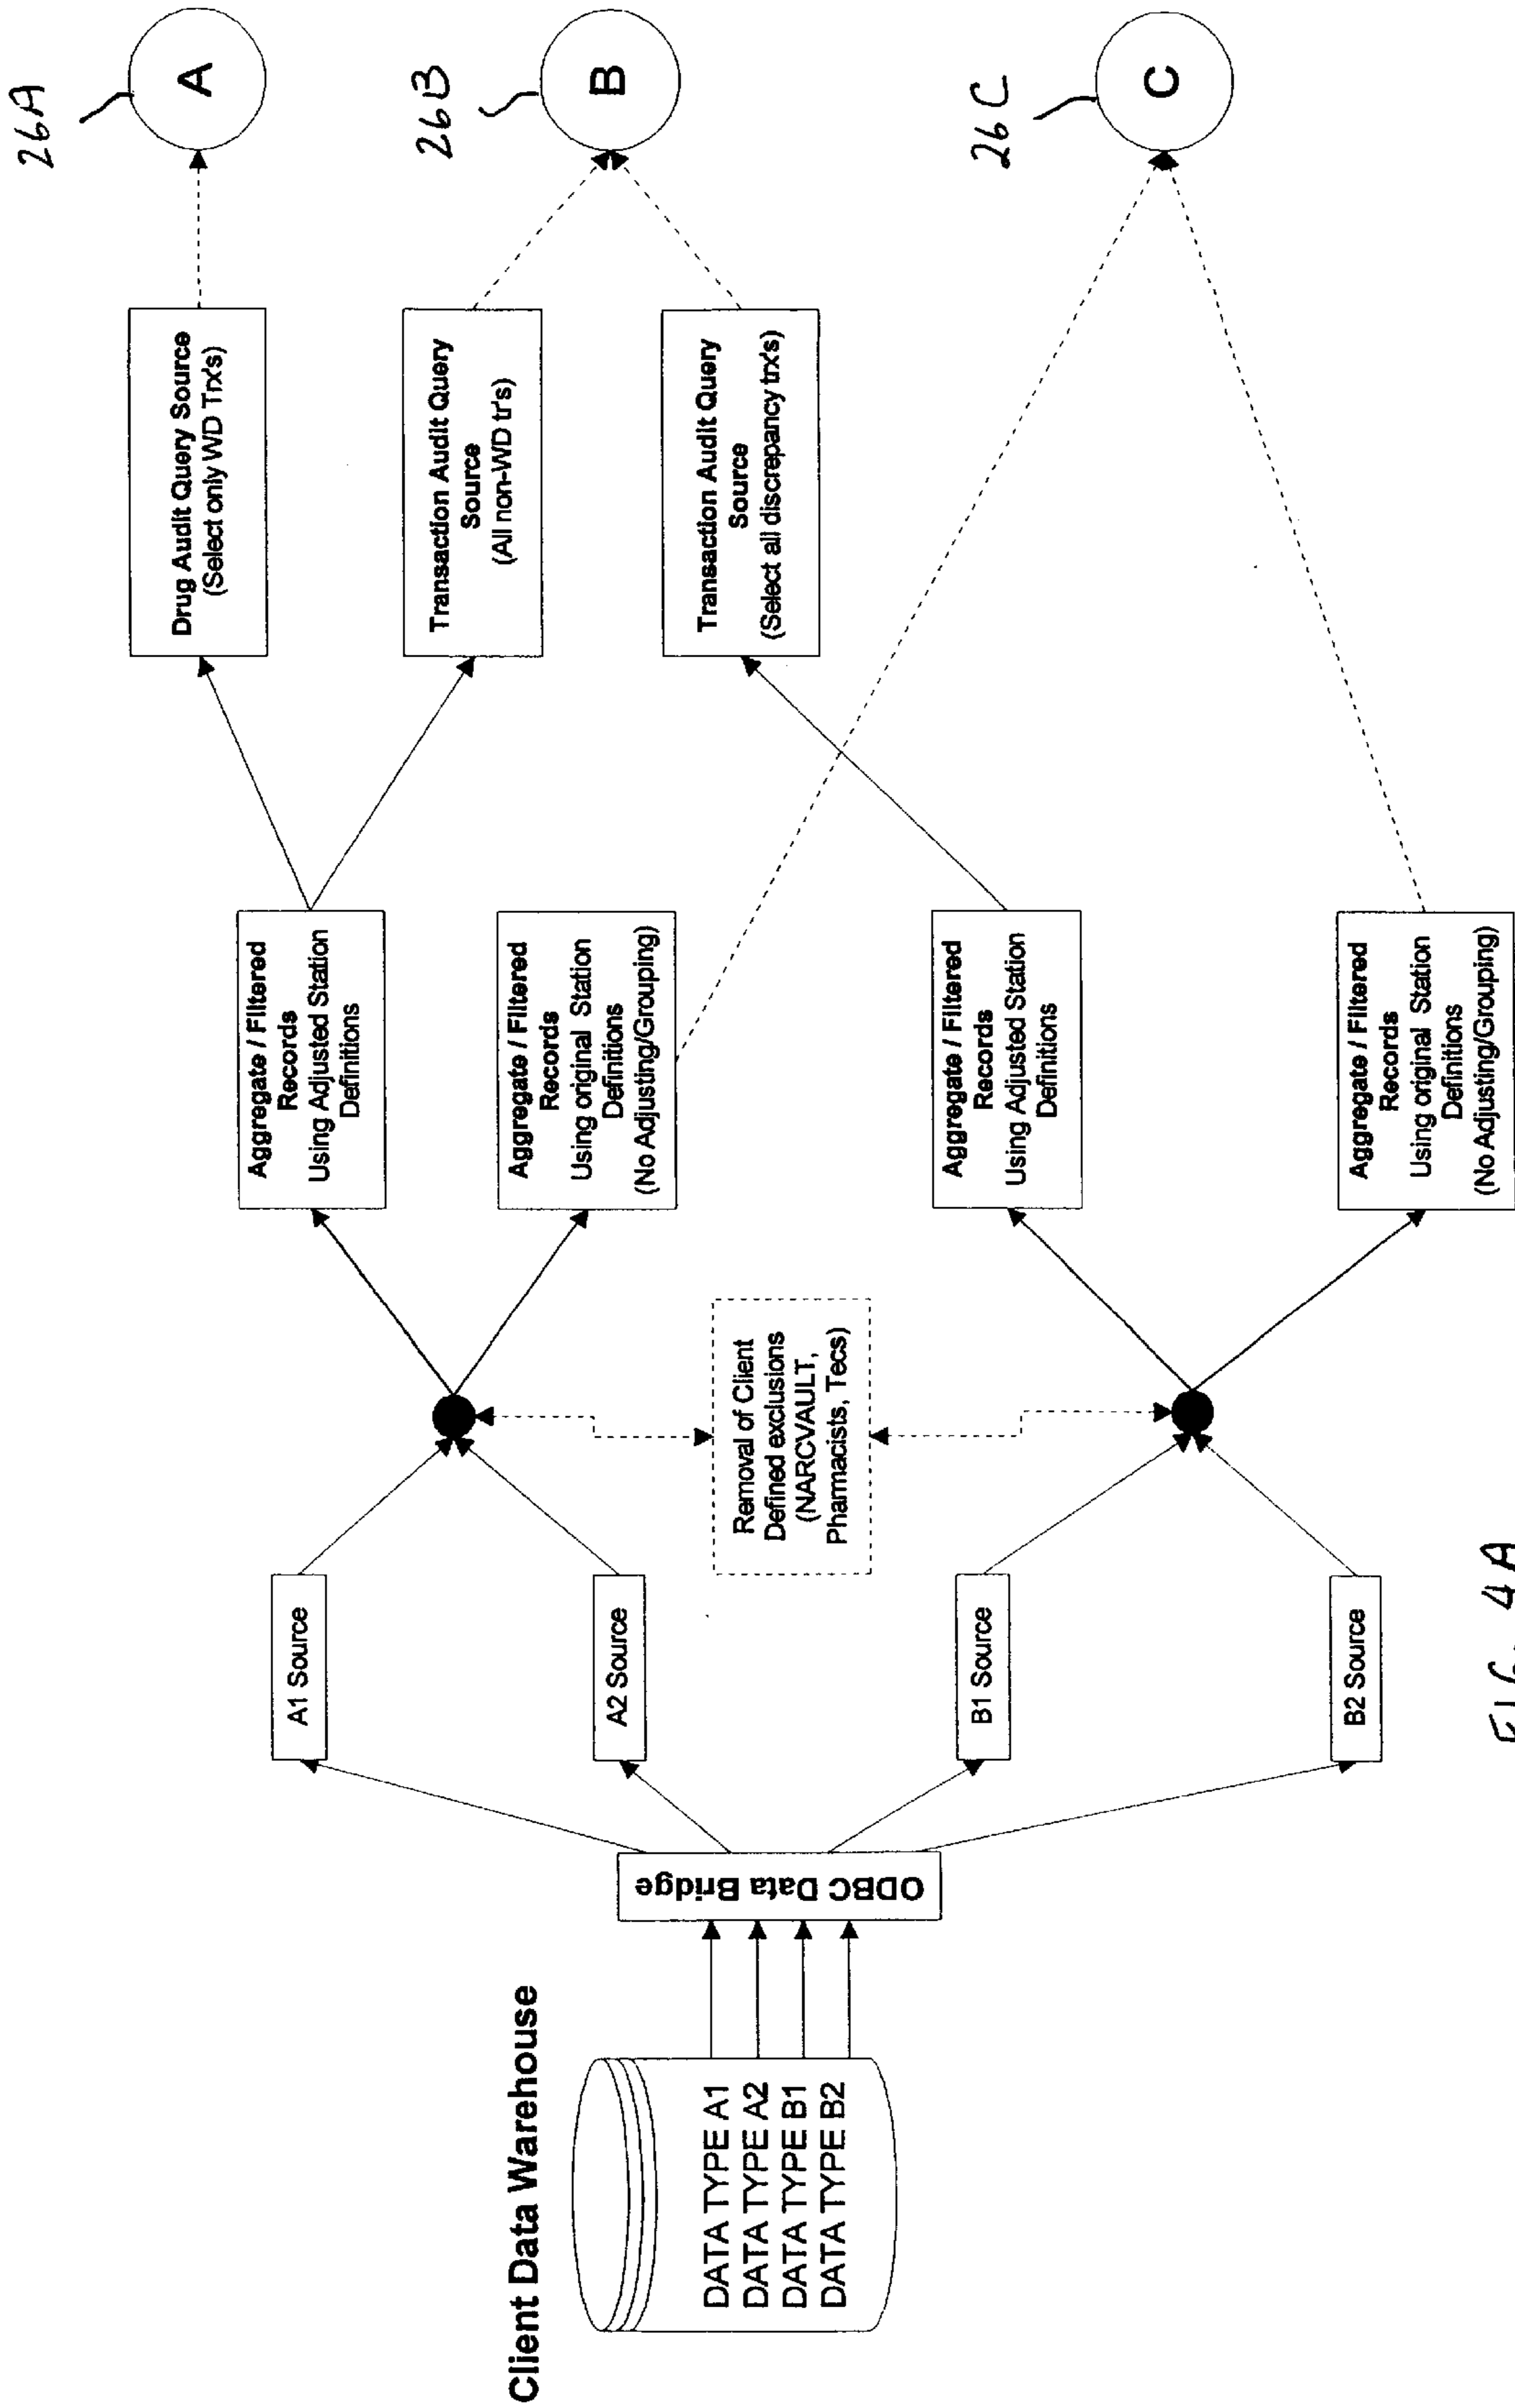 Client Data Warehouse
DATA TYPE A1
DATA TYPE A2
DATA TYPE B1
DATA TYPE B2
ODBC Data Bridge
A1 Source
A2 Source
B1 Source
B2 Source
Removal of Client
Defined exclusions
(NARCVAULT,
Pharmacists, Tecs)
Aggregate / Filtered
Records
Using Adjusted Station
Definitions
Aggregate / Filtered
Records
Using original Station
Definitions
(No Adjusting/Grouping)
Aggregate / Filtered
Records
Using Adjusted Station
Definitions
Aggregate / Filtered
Records
Using original Station
Definitions
(No Adjusting/Grouping)
Drug Audit Query Source
(Select only WD Trx's)
Transaction Audit Query
Source
(All non-WD tr's)
Transaction Audit Query
Source
(Select all discrepancy trx's)
26A
A
26B
B
26C
C
FIG. 4A